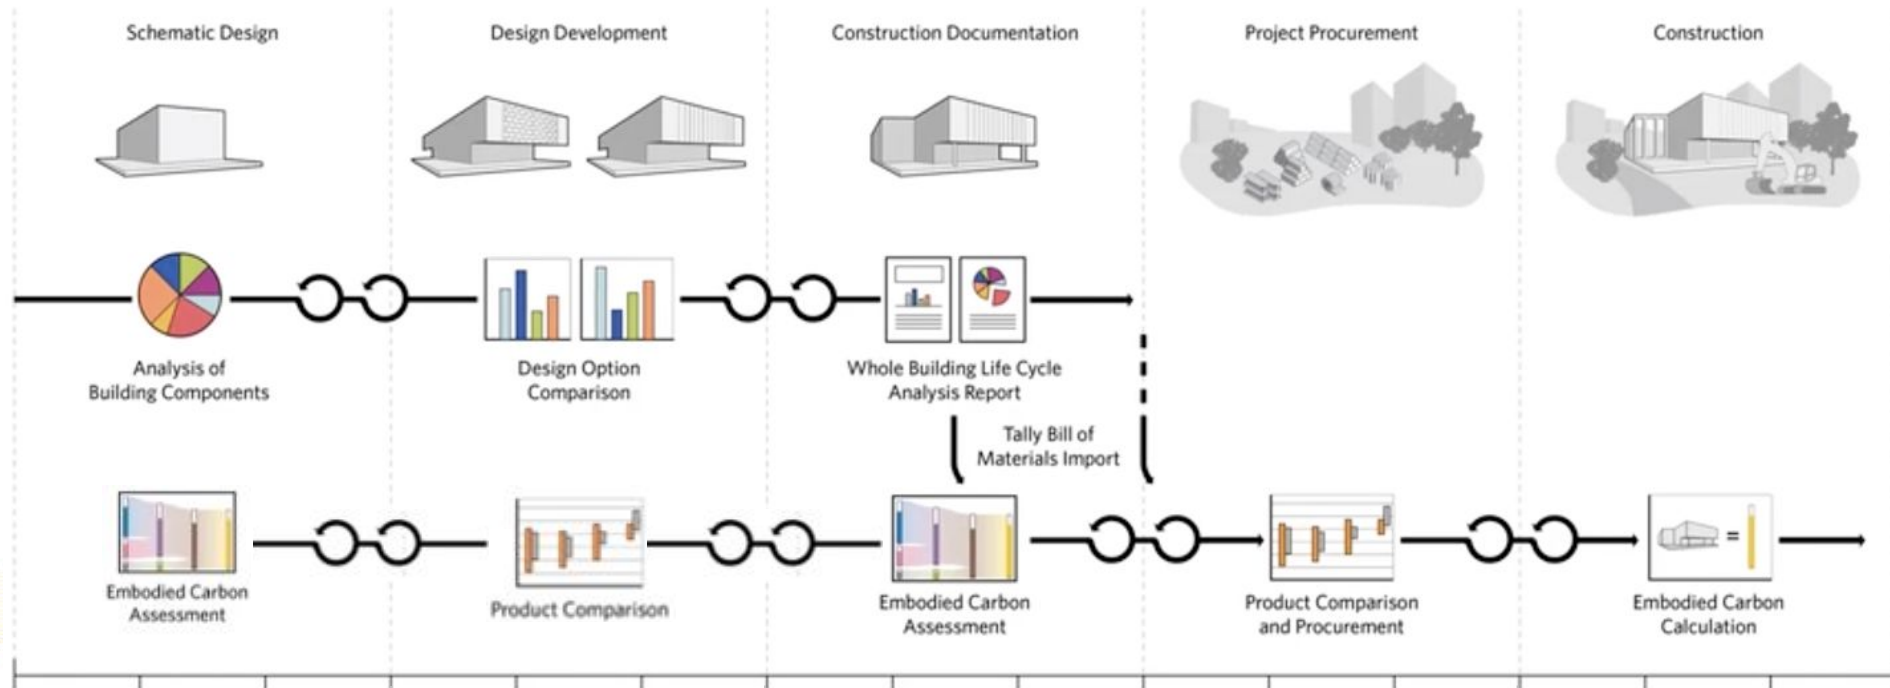 Schematic Design
Design Development
Construction Documentation
Project Procurement
Construction
Analysis of
Building Components
Design Option
Comparison
Whole Building Life Cycle
Analysis Report
Tally Bill of
Materials Import
Embodied Carbon
Assessment
Product Comparison
Embodied Carbon
Assessment
Product Comparison
and Procurement
=
Embodied Carbon
Calculation